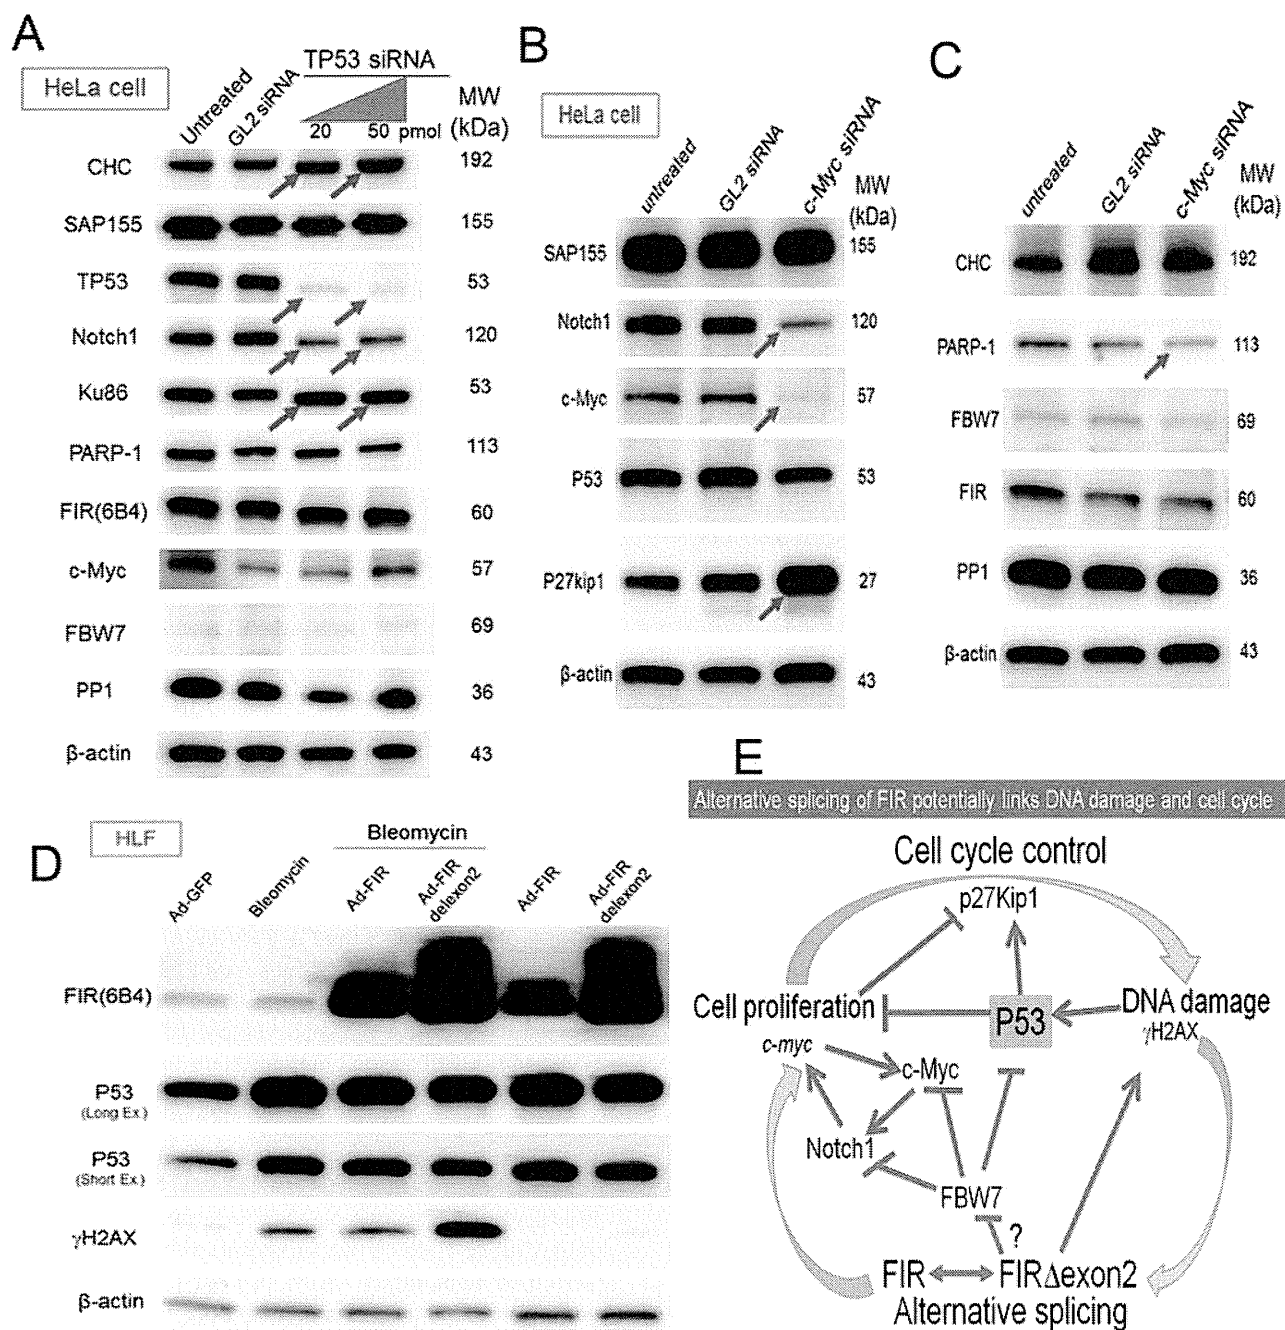 A
HeLa cell
Untreated
GL2 siRNA
TP53 siRNA
20 50 pmol
MW
(kDa)
CHC 192
SAP155 155
TP53 53
Notch1 120
Ku86 53
PARP-1 113
FIR(6B4) 60
c-Myc 57
FBW7 69
PP1 36
β-actin 43
B
HeLa cell
untreated
GL2 siRNA
c-Myc siRNA
MW
(kDa)
SAP155 155
Notch1 120
c-Myc 57
P53 53
P27kip1 27
β-actin 43
C
untreated
GL2 siRNA
c-Myc siRNA
MW
(kDa)
CHC 192
PARP-1 113
FBW7 69
FIR 60
PP1 36
β-actin 43
D
HLF
Bleomycin
Ad-GFP
Bleomycin
Ad-FIR
Ad-FIR
delexon2
Ad-FIR
Ad-FIR
delexon2
FIR(6B4)
P53
(Long Ex.)
P53
(Short Ex.)
γH2AX
β-actin
E
Alternative splicing of FIR potentially links DNA damage and cell cycle
Cell cycle control
p27Kip1
Cell proliferation
P53
DNA damage
γH2AX
c-myc
c-Myc
Notch1
FBW7
?
FIR FIRΔexon2
Alternative splicing